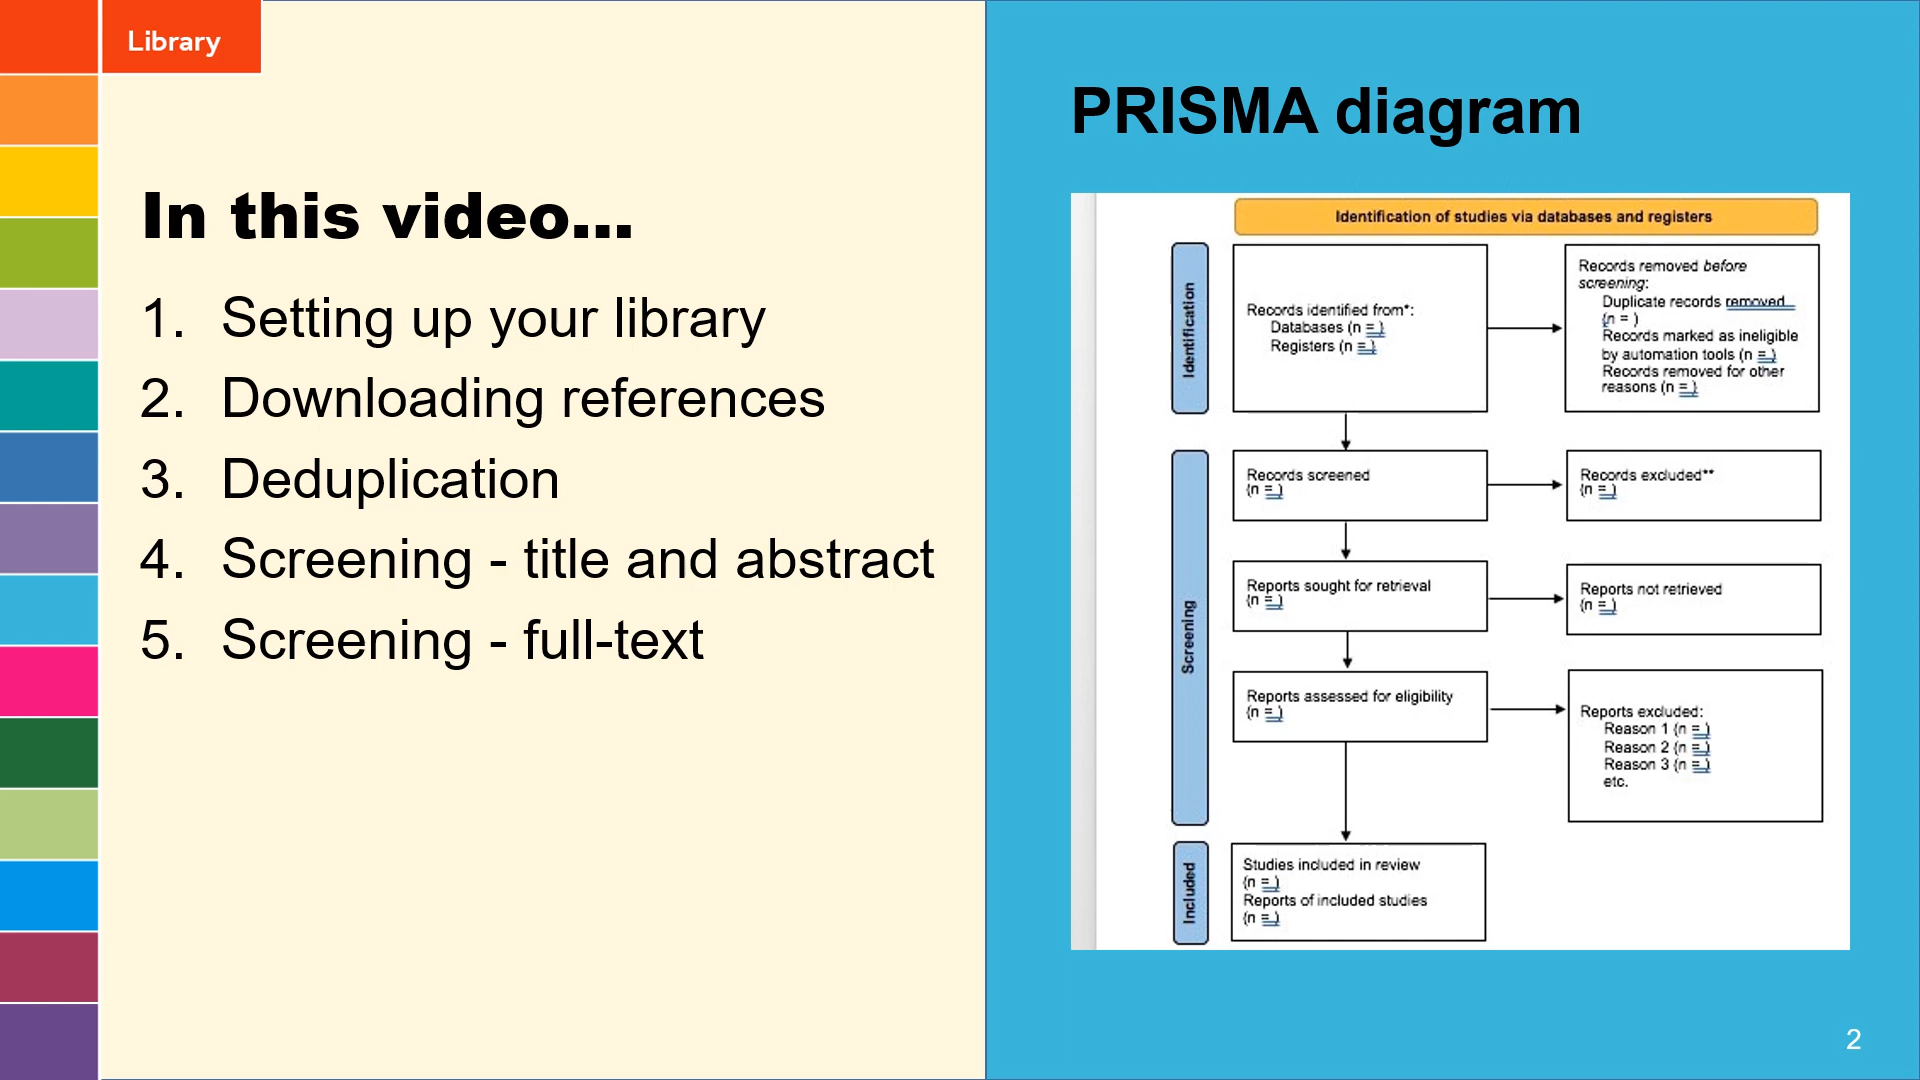 Library
In this video...
1. Setting up your library
2. Downloading references
3. Deduplication
4. Screening - title and abstract
5. Screening - full-text
PRISMA diagram
Identification of studies via databases and registers
Identification
Records identified from*:
Databases (n = )
Registers (n = )
Records removed before
screening:
Duplicate records removed
(n = )
Records marked as ineligible
by automation tools (n = )
Records removed for other
reasons (n = )
Screening
Records screened
(n = )
Records excluded**
(n = )
Reports sought for retrieval
(n = )
Reports not retrieved
(n = )
Reports assessed for eligibility
(n = )
Reports excluded:
Reason 1 (n = )
Reason 2 (n = )
Reason 3 (n = )
etc.
Included
Studies included in review
(n = )
Reports of included studies
(n = )
2